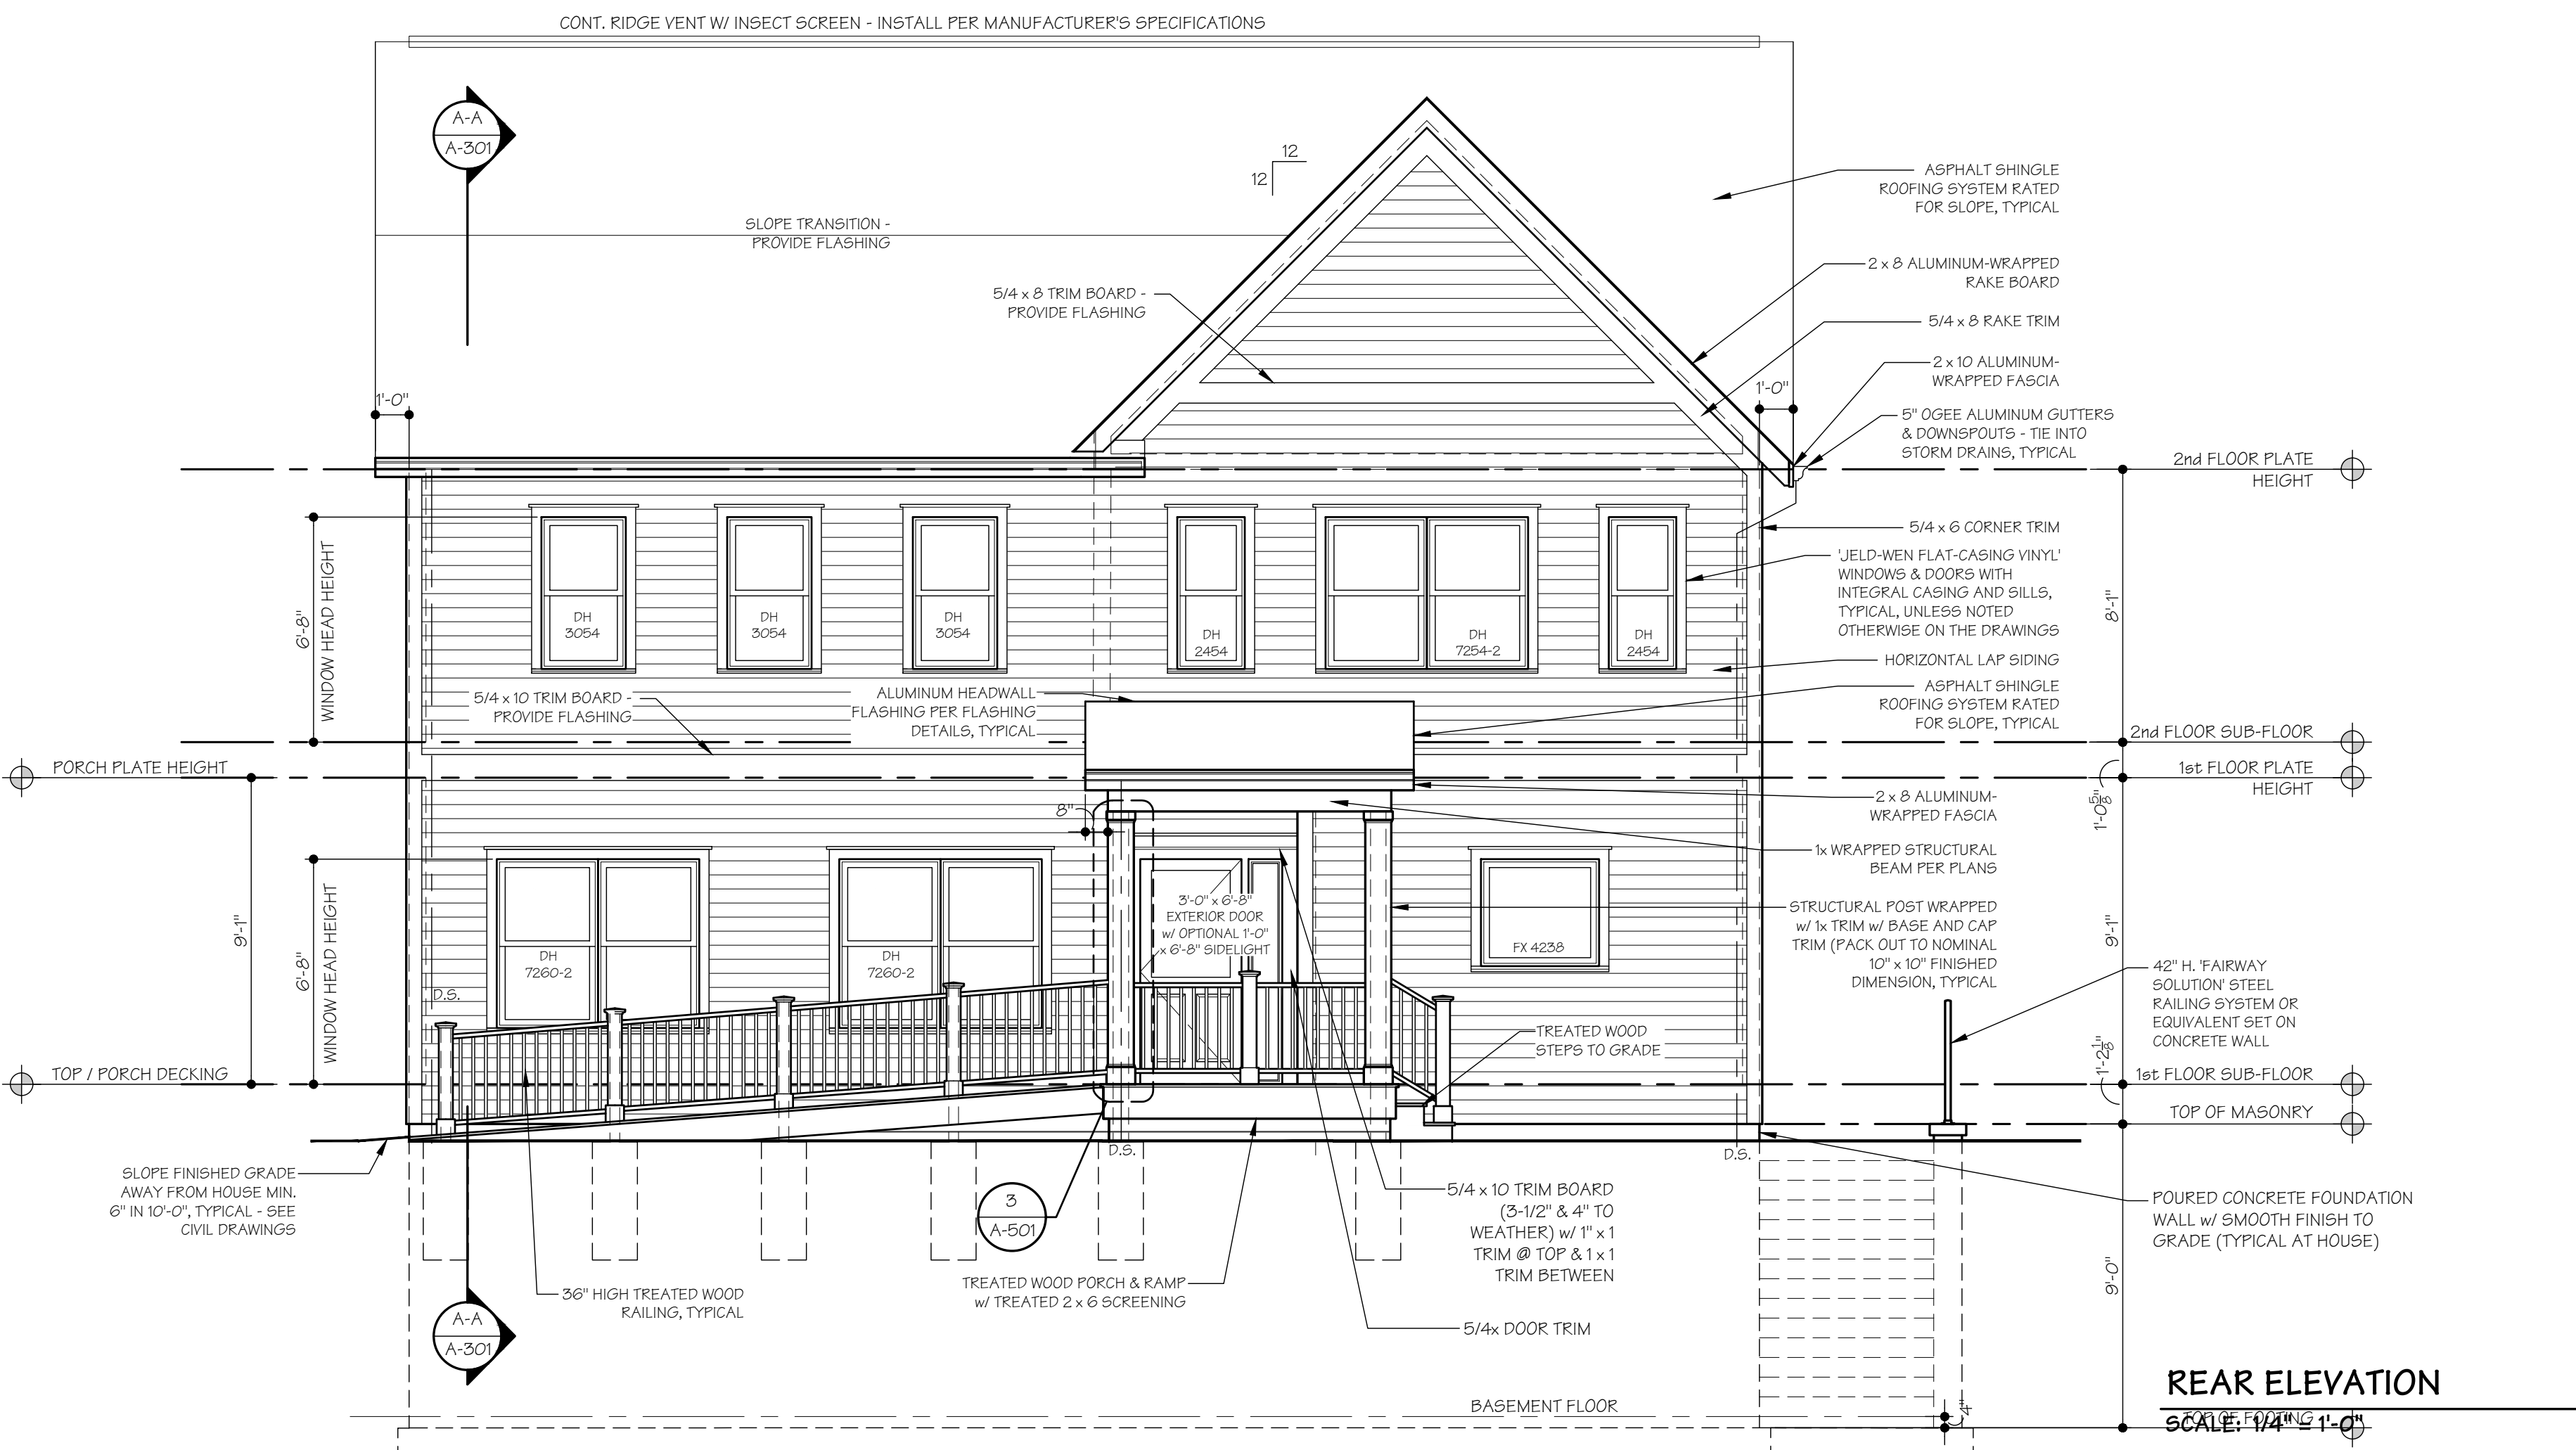 CONT. RIDGE VENT W/ INSECT SCREEN - INSTALL PER MANUFACTURER'S SPECIFICATIONS
A-A
A-301
12
12
SLOPE TRANSITION -
PROVIDE FLASHING
5/4 x 8 TRIM BOARD -
PROVIDE FLASHING
ASPHALT SHINGLE
ROOFING SYSTEM RATED
FOR SLOPE, TYPICAL
2 x 8 ALUMINUM-WRAPPED
RAKE BOARD
5/4 x 8 RAKE TRIM
2 x 10 ALUMINUM-
WRAPPED FASCIA
1'-0"
1'-0"
5" OGEE ALUMINUM GUTTERS
& DOWNSPOUTS - TIE INTO
STORM DRAINS, TYPICAL
2nd FLOOR PLATE
HEIGHT
5/4 x 6 CORNER TRIM
'JELD-WEN FLAT-CASING VINYL'
WINDOWS & DOORS WITH
INTEGRAL CASING AND SILLS,
TYPICAL, UNLESS NOTED
OTHERWISE ON THE DRAWINGS
8'-1"
6'-8"
WINDOW HEAD HEIGHT
DH
3054
DH
3054
DH
3054
DH
2454
DH
7254-2
DH
2454
HORIZONTAL LAP SIDING
ASPHALT SHINGLE
ROOFING SYSTEM RATED
FOR SLOPE, TYPICAL
5/4 x 10 TRIM BOARD -
PROVIDE FLASHING
ALUMINUM HEADWALL
FLASHING PER FLASHING
DETAILS, TYPICAL
2nd FLOOR SUB-FLOOR
PORCH PLATE HEIGHT
1st FLOOR PLATE
HEIGHT
1'-0 5/8"
2 x 8 ALUMINUM-
WRAPPED FASCIA
8"
1x WRAPPED STRUCTURAL
BEAM PER PLANS
STRUCTURAL POST WRAPPED
w/ 1x TRIM w/ BASE AND CAP
TRIM (PACK OUT TO NOMINAL
10" x 10" FINISHED
DIMENSION, TYPICAL
9'-1"
6'-8"
WINDOW HEAD HEIGHT
DH
7260-2
DH
7260-2
3'-0" x 6'-8"
EXTERIOR DOOR
w/ OPTIONAL 1'-0"
x 6'-8" SIDELIGHT
FX 4238
9'-1"
42" H. 'FAIRWAY
SOLUTION' STEEL
RAILING SYSTEM OR
EQUIVALENT SET ON
CONCRETE WALL
D.S.
TREATED WOOD
STEPS TO GRADE
1'-2 1/8"
TOP / PORCH DECKING
1st FLOOR SUB-FLOOR
TOP OF MASONRY
D.S.
D.S.
SLOPE FINISHED GRADE
AWAY FROM HOUSE MIN.
6" IN 10'-0", TYPICAL - SEE
CIVIL DRAWINGS
3
A-501
5/4 x 10 TRIM BOARD
(3-1/2" & 4" TO
WEATHER) w/ 1" x 1
TRIM @ TOP & 1 x 1
TRIM BETWEEN
POURED CONCRETE FOUNDATION
WALL w/ SMOOTH FINISH TO
GRADE (TYPICAL AT HOUSE)
9'-0"
36" HIGH TREATED WOOD
RAILING, TYPICAL
TREATED WOOD PORCH & RAMP
w/ TREATED 2 x 6 SCREENING
5/4x DOOR TRIM
A-A
A-301
BASEMENT FLOOR
4"
REAR ELEVATION
TOP OF FOOTING
SCALE: 1/4" = 1'-0"